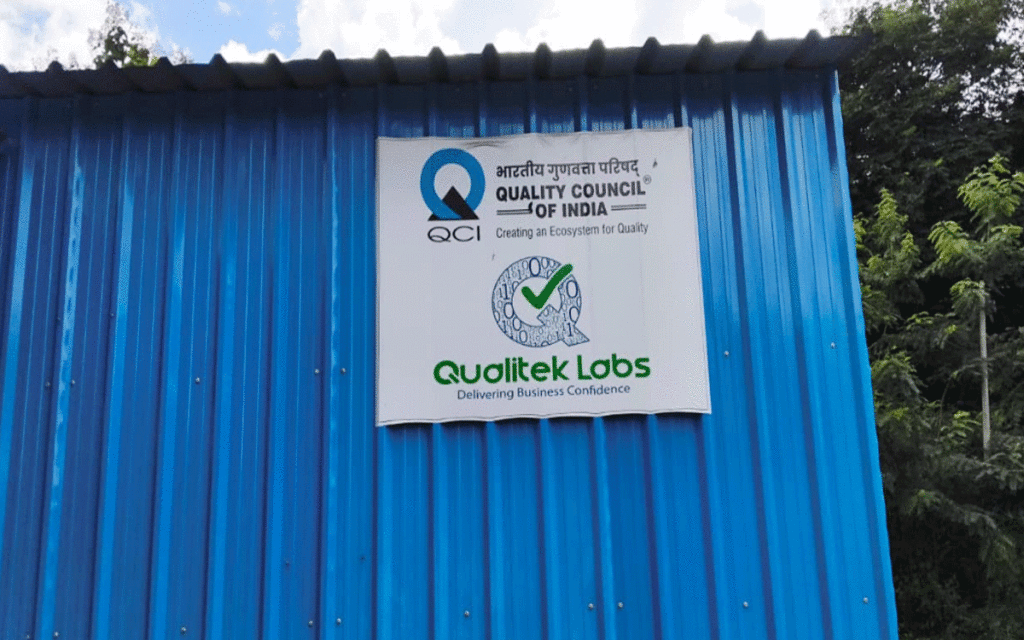 भारतीय गुणवत्ता परिषद्
QUALITY COUNCIL®
OF INDIA
QCI
Creating an Ecosystem for Quality
Qualitek Labs
Delivering Business Confidence